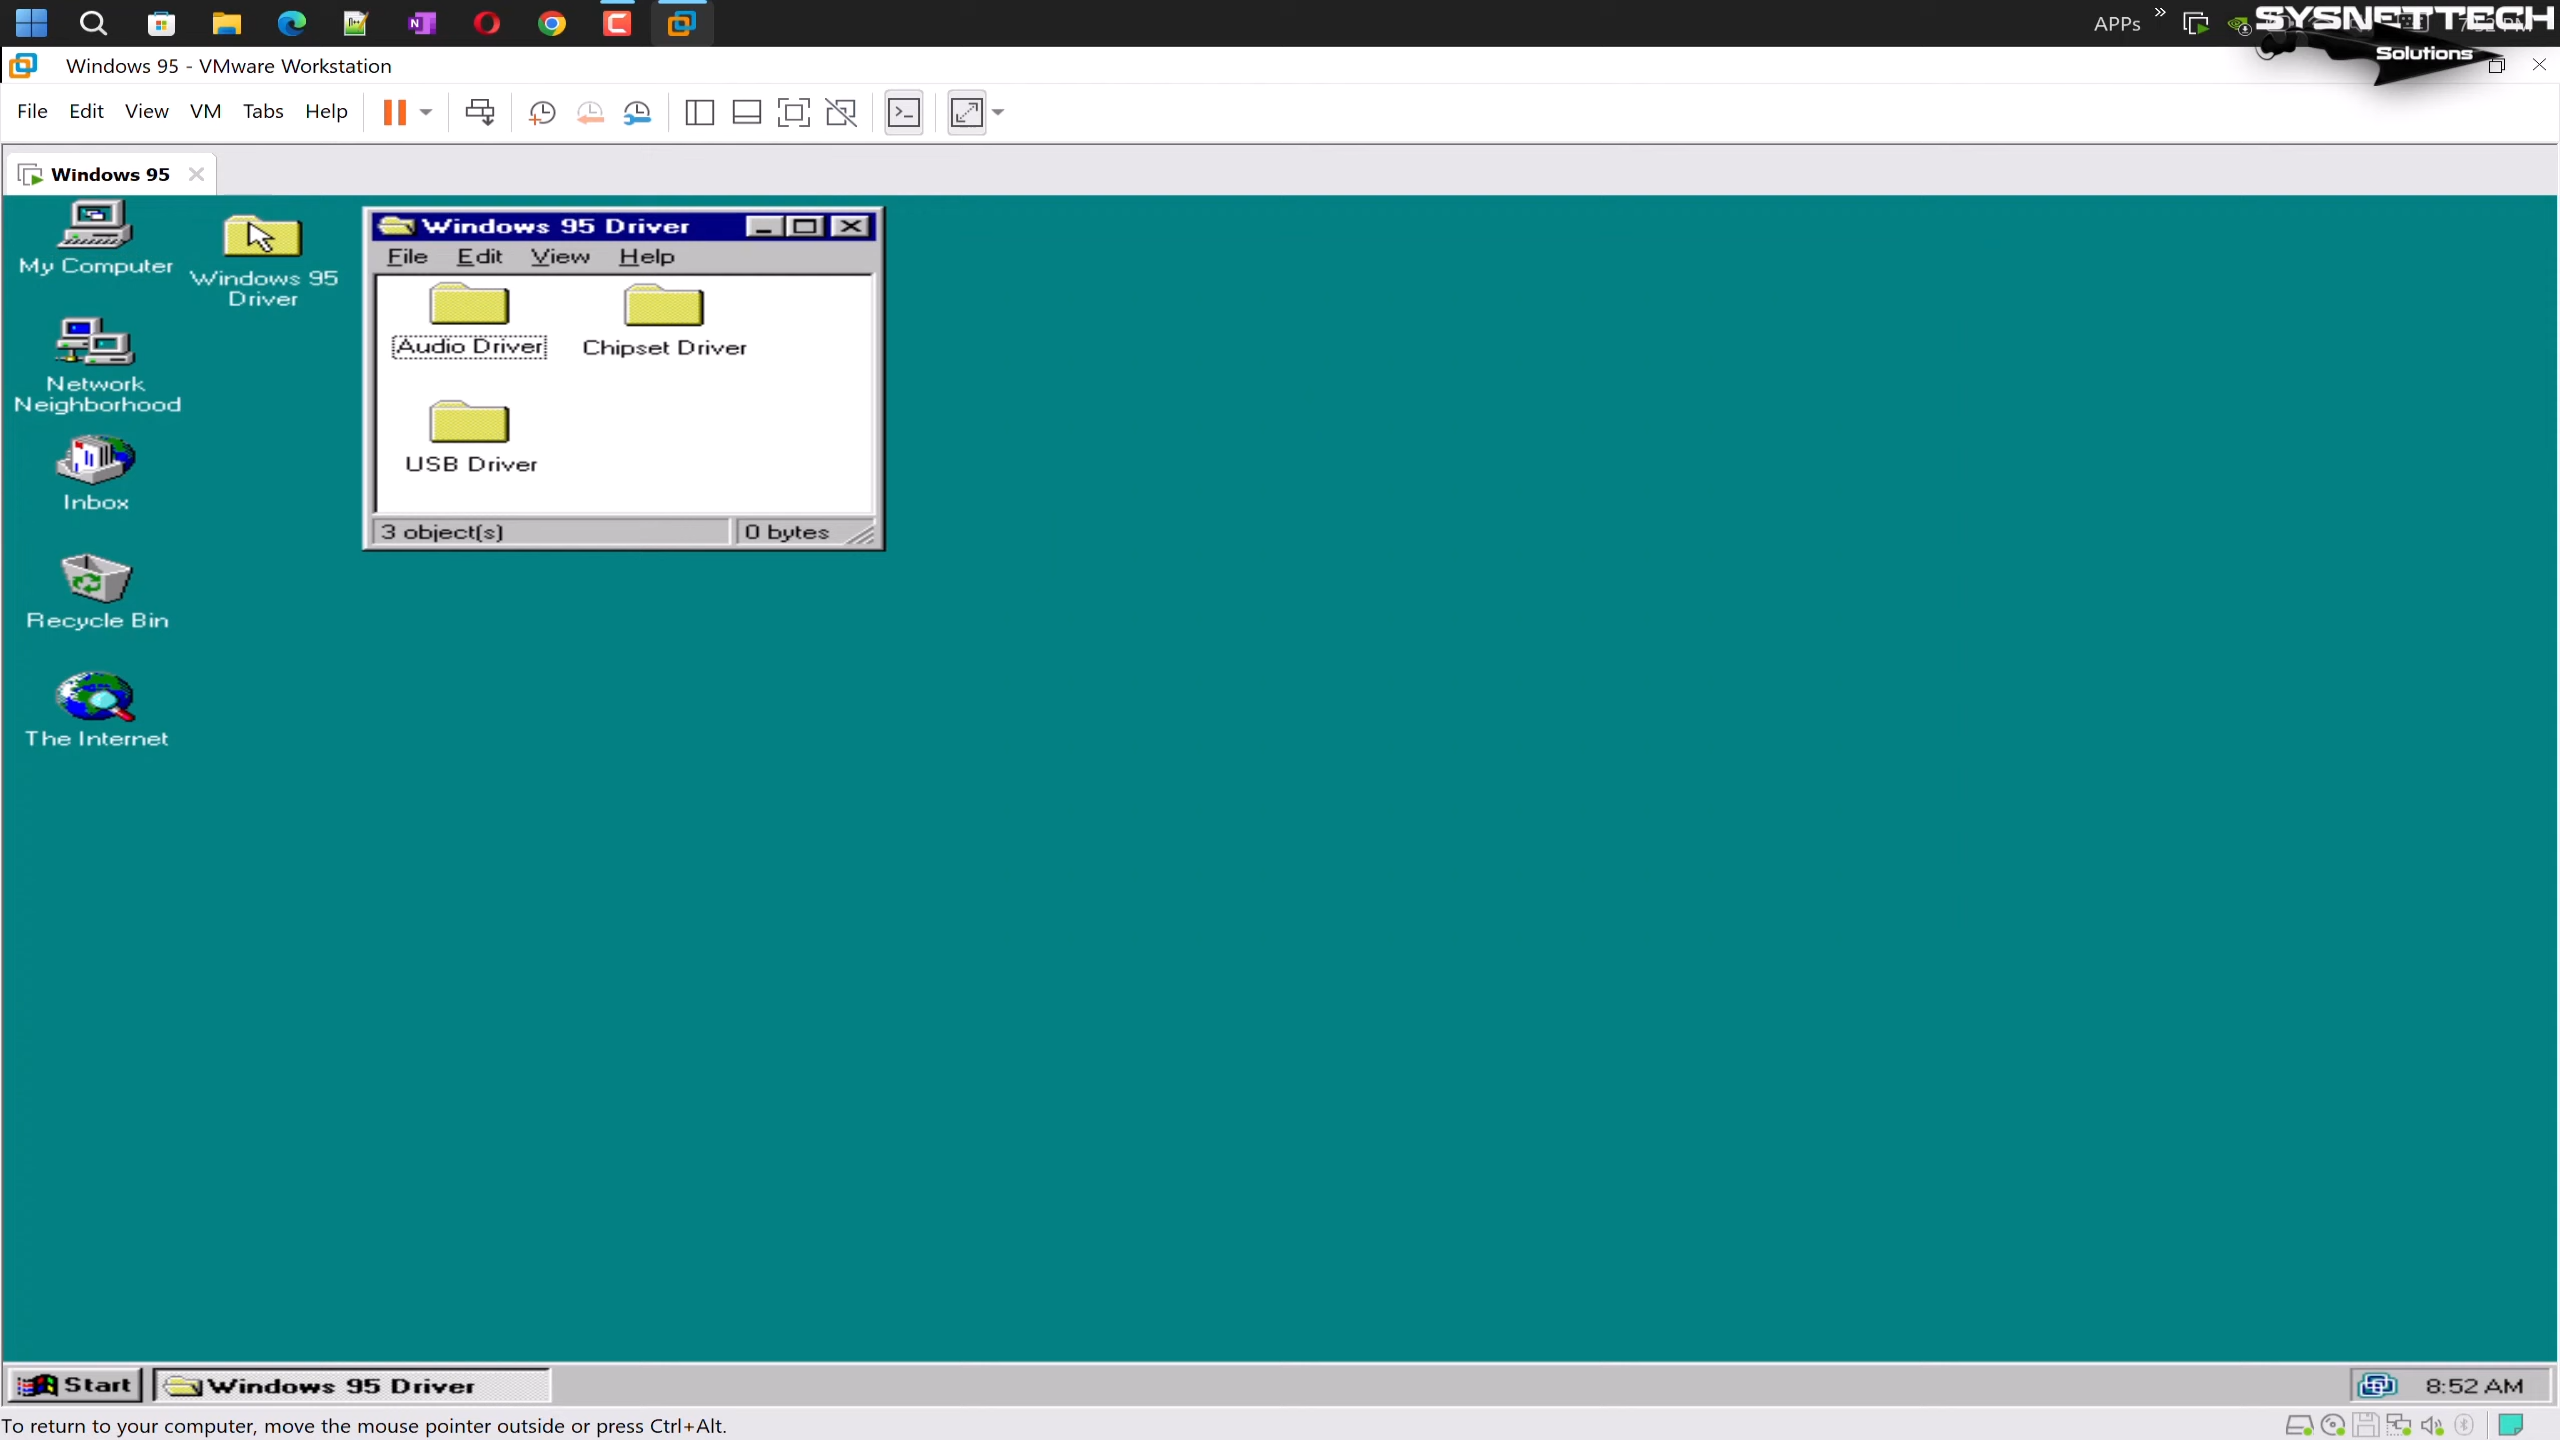 APPs
SYSNETTECH
Solutions
Windows 95 - VMware Workstation
File Edit View VM Tabs Help
Windows 95
My Computer
Windows 95
Driver
Network
Neighborhood
Inbox
Recycle Bin
The Internet
Windows 95 Driver
File Edit View Help
Audio Driver
Chipset Driver
USB Driver
3 object(s)
0 bytes
Start
Windows 95 Driver
8:52 AM
To return to your computer, move the mouse pointer outside or press Ctrl+Alt.